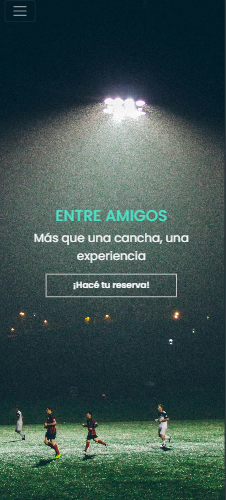 ENTRE AMIGOS
Más que una cancha, una
experiencia
¡Hacé tu reserva!